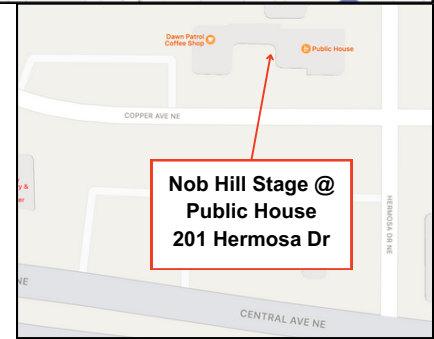 Dawn Patrol
Coffee Shop
Public House
COPPER AVE NE
Nob Hill Stage @
Public House
201 Hermosa Dr
HERMOSA DR NE
y &
er
NE
CENTRAL AVE NE